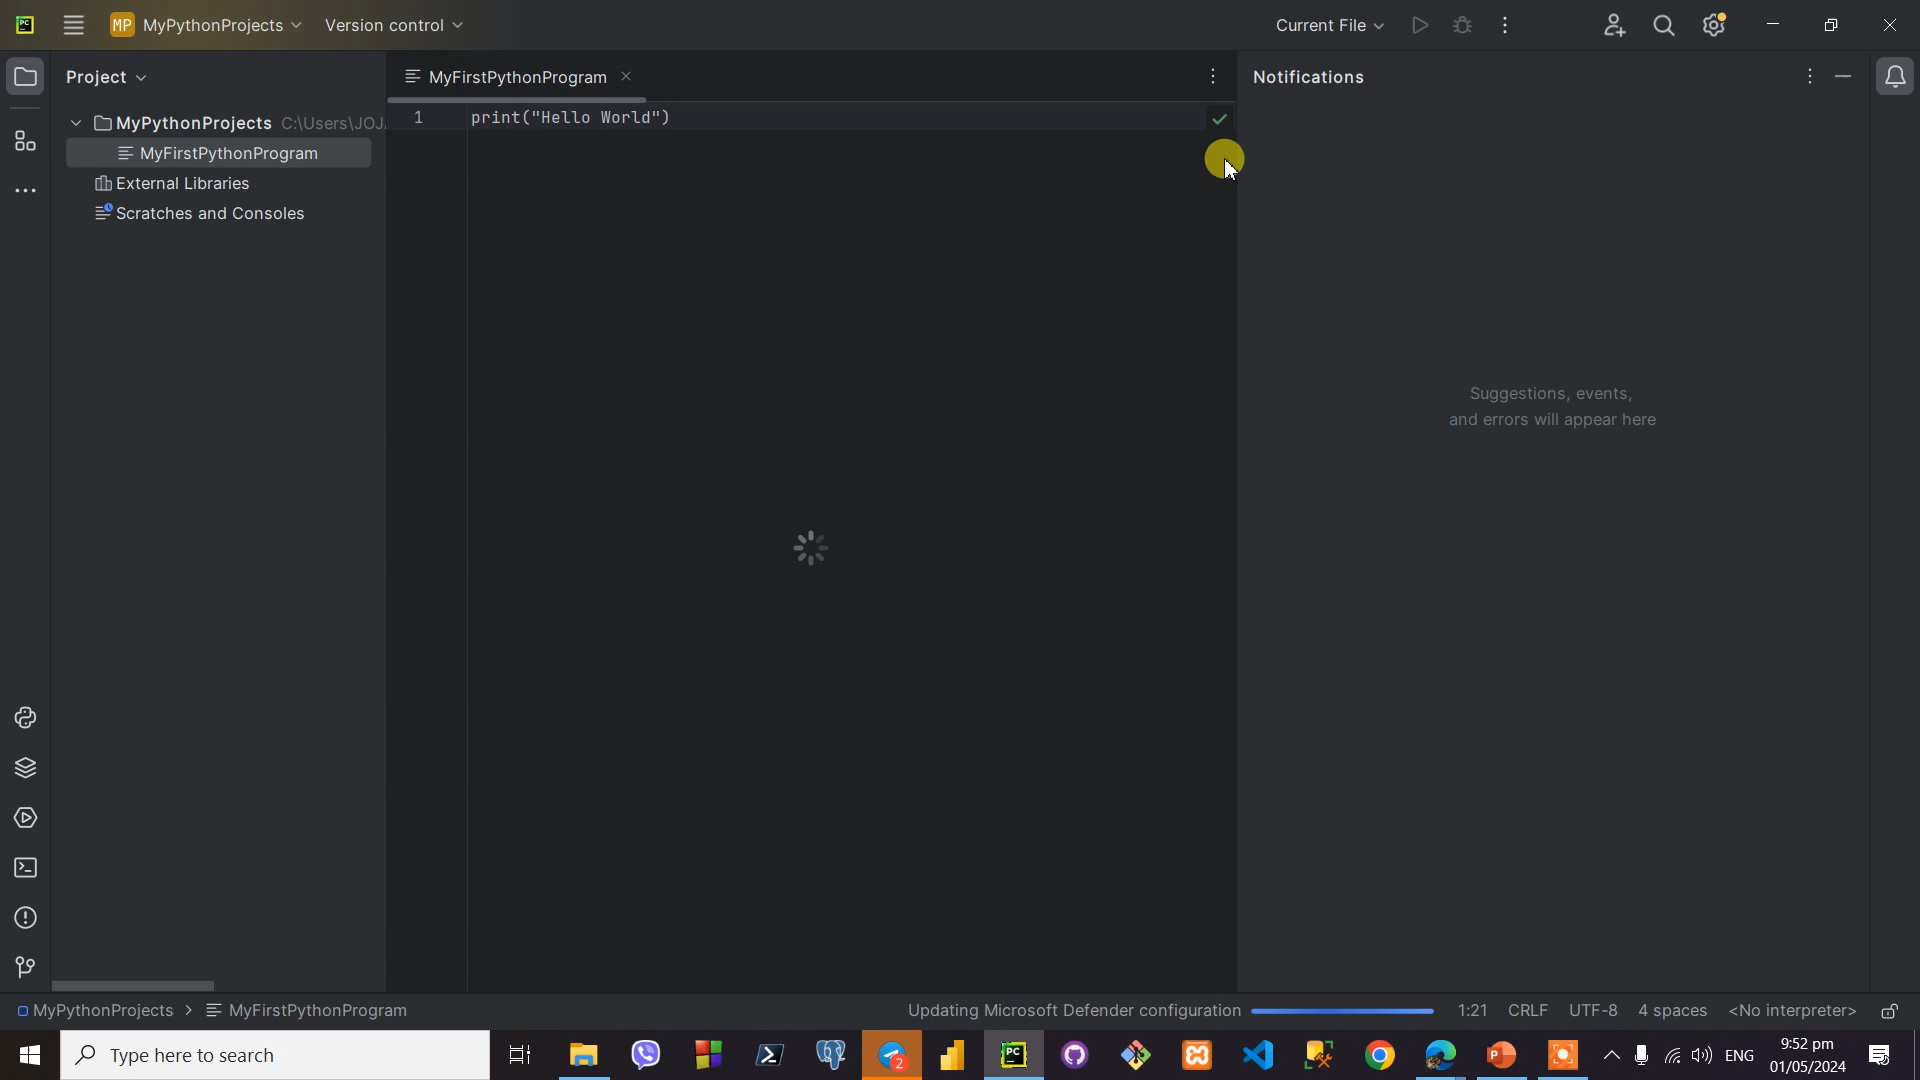 PC
MP MyPythonProjects
Version control
Current File
Project
MyFirstPythonProgram
Notifications
MyPythonProjects C:\Users\JOJ
MyFirstPythonProgram
External Libraries
Scratches and Consoles
1 print("Hello World")
Suggestions, events,
and errors will appear here
MyPythonProjects > MyFirstPythonProgram
Updating Microsoft Defender configuration
1:21 CRLF UTF-8 4 spaces <No interpreter>
Type here to search
2
PC
ENG
9:52 pm
01/05/2024